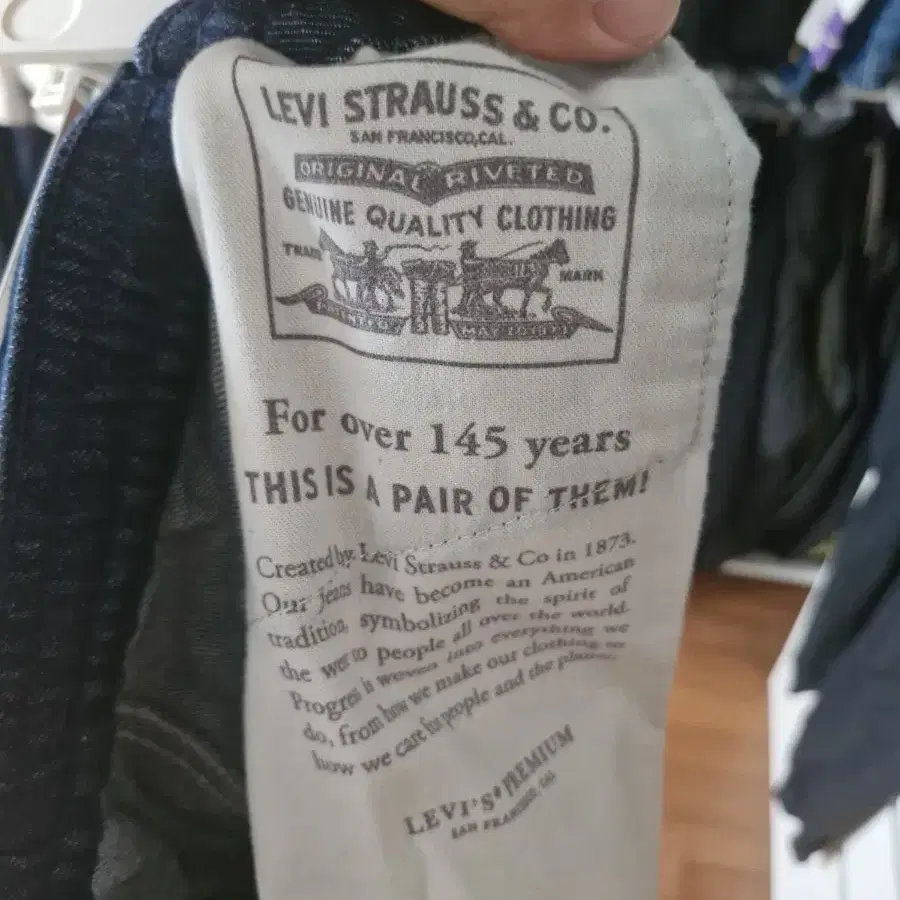 LEVI STRAUSS & CO.
SAN FRANCISCO, CAL.
ORIGINAL RIVETED
GENUINE QUALITY CLOTHING
TRADE MARK
For over 145 years
THIS IS A PAIR OF THEM!
Created by Levi Strauss & Co in 1873.
Our jeans have become an American
tradition, symbolizing the spirit of
the west to people all over the world.
Progress is woven into everything we
do, from how we make our clothing to
how we care for people and the planet.
LEVI'S® PREMIUM
SAN FRANCISCO, CAL